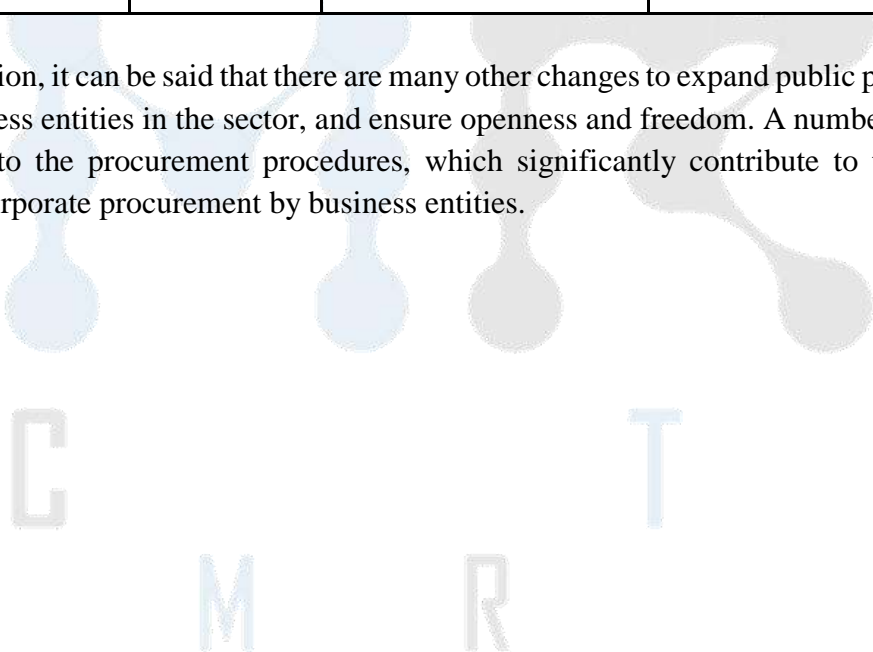 ion, it can be said that there are many other changes to expand public p
ess entities in the sector, and ensure openness and freedom. A numbe
to the procurement procedures, which significantly contribute to
rporate procurement by business entities.
C
T
M
R